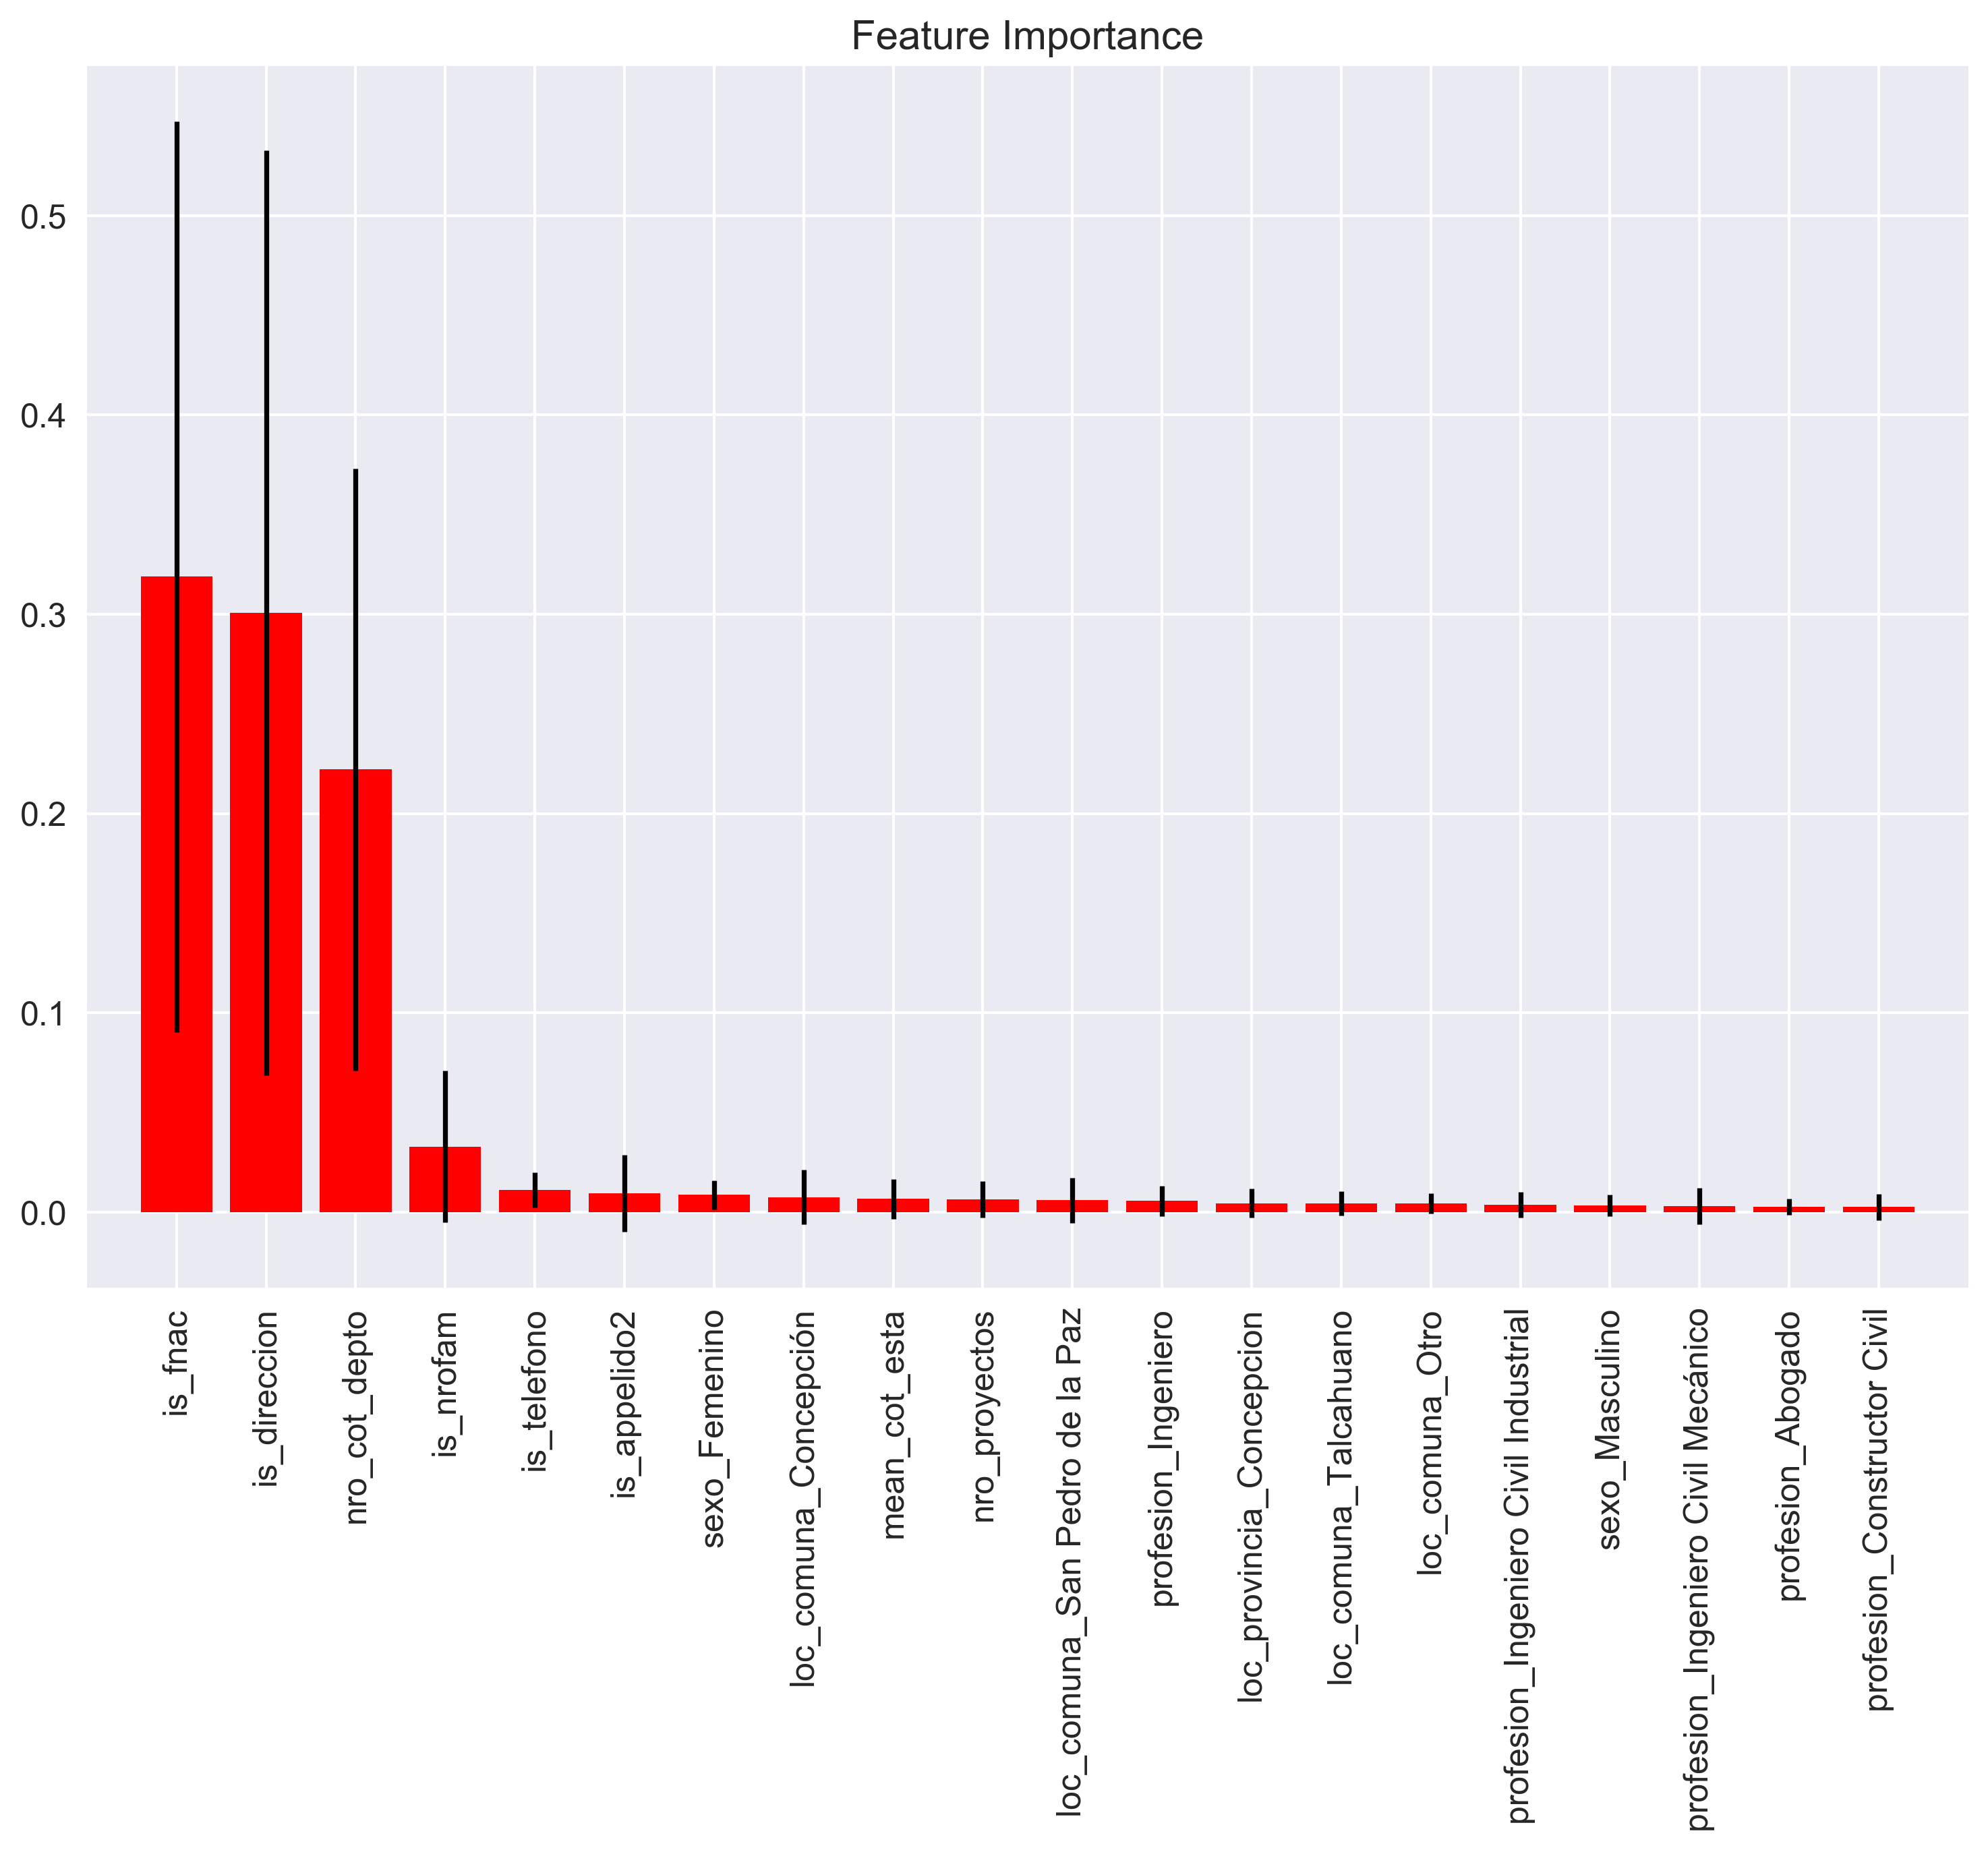 Feature Importance
0.5
0.4
0.3
0.2
0.1
0.0
is_fnac
is_direccion
nro_cot_depto
is_nrofam
is_telefono
is_appelido2
sexo_Femenino
loc_comuna_Concepción
mean_cot_esta
nro_proyectos
loc_comuna_San Pedro de la Paz
profesion_Ingeniero
loc_provincia_Concepcion
loc_comuna_Talcahuano
loc_comuna_Otro
profesion_Ingeniero Civil Industrial
sexo_Masculino
profesion_Ingeniero Civil Mecánico
profesion_Abogado
profesion_Constructor Civil